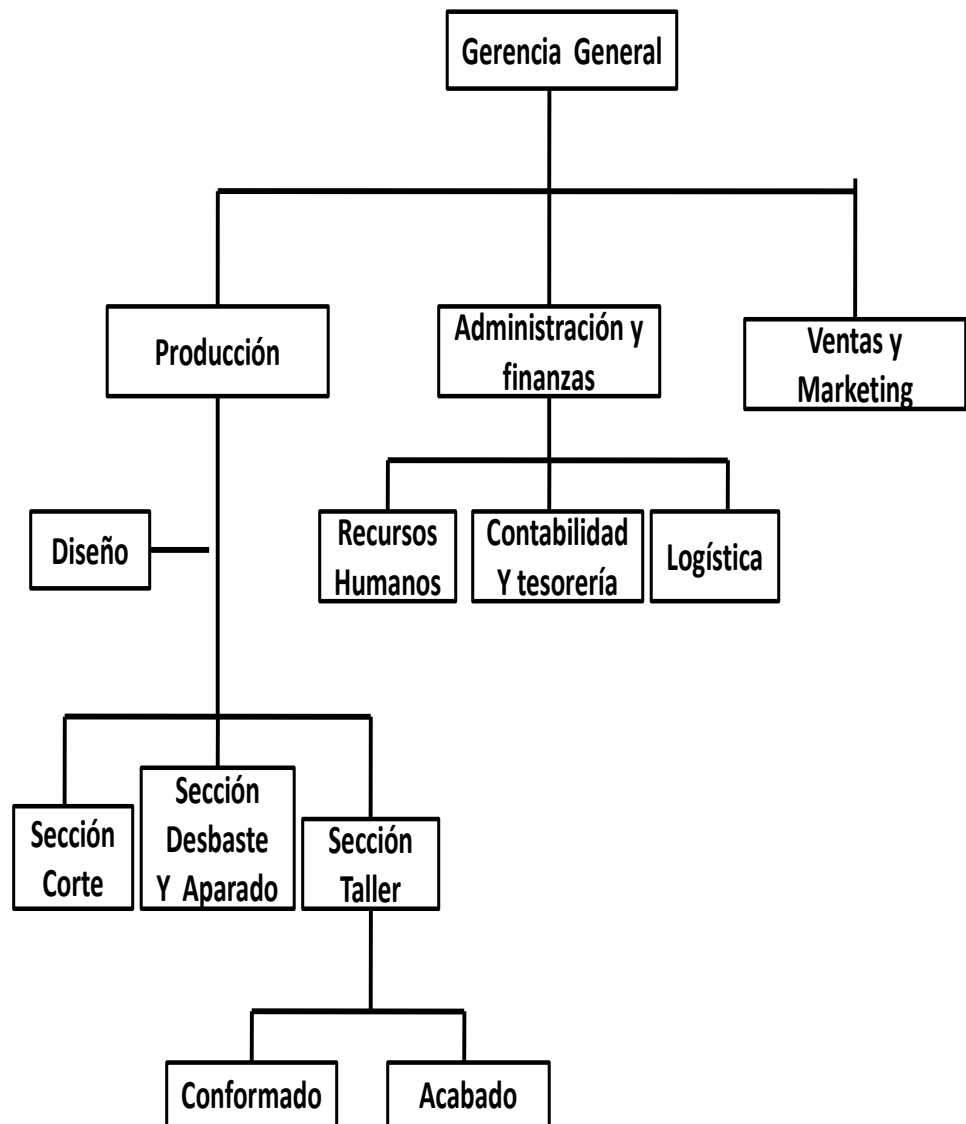 Gerencia General
Producción
Administración y
finanzas
Ventas y
Marketing
Diseño
Recursos
Humanos
Contabilidad
Y tesorería
Logística
Sección
Corte
Sección
Desbaste
Y Aparado
Sección
Taller
Conformado
Acabado